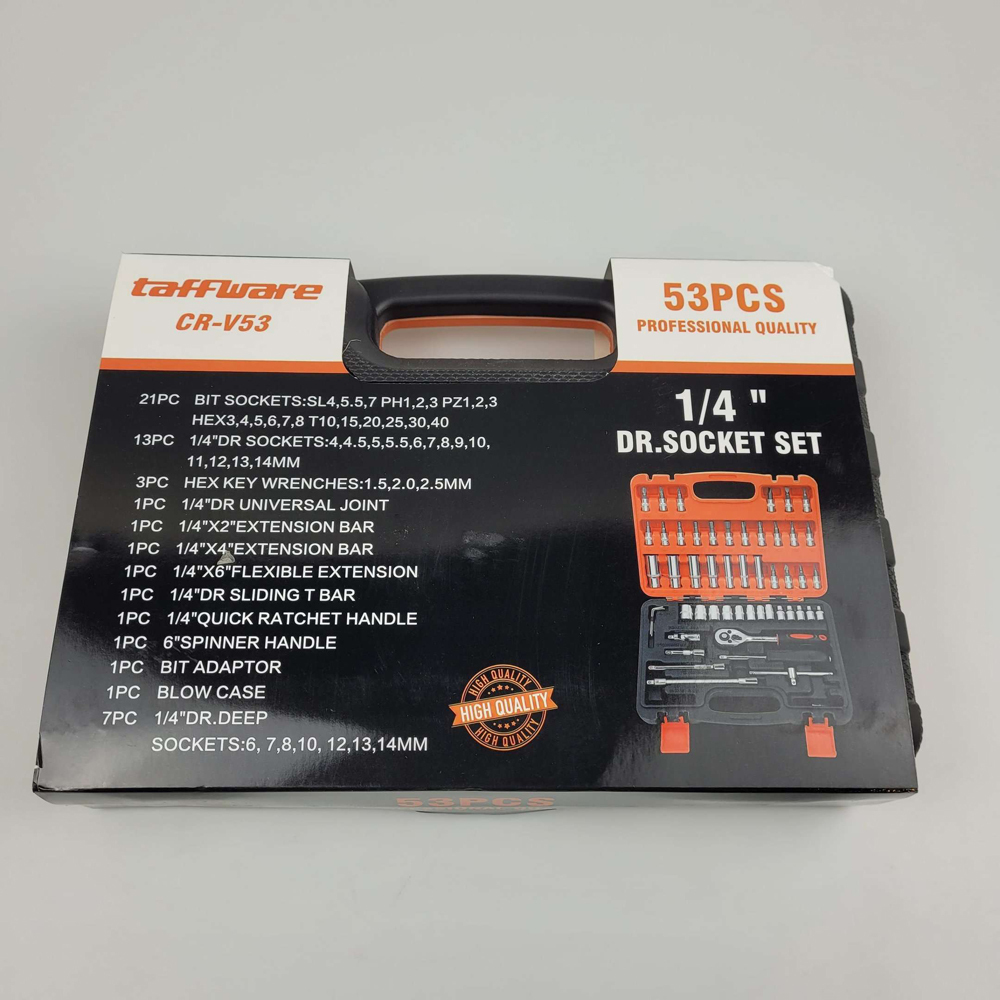 taffware
CR-V53
53PCS
PROFESSIONAL QUALITY
21PC BIT SOCKETS:SL4,5.5,7 PH1,2,3 PZ1,2,3
HEX3,4,5,6,7,8 T10,15,20,25,30,40
13PC 1/4"DR SOCKETS:4,4.5,5,5.5,6,7,8,9,10,
11,12,13,14MM
3PC HEX KEY WRENCHES:1.5,2.0,2.5MM
1PC 1/4"DR UNIVERSAL JOINT
1PC 1/4"X2"EXTENSION BAR
1PC 1/4"X4"EXTENSION BAR
1PC 1/4"X6"FLEXIBLE EXTENSION
1PC 1/4"DR SLIDING T BAR
1PC 1/4"QUICK RATCHET HANDLE
1PC 6"SPINNER HANDLE
1PC BIT ADAPTOR
1PC BLOW CASE
7PC 1/4"DR.DEEP
SOCKETS:6, 7,8,10, 12,13,14MM
1/4 "
DR.SOCKET SET
HIGH QUALITY
HIGH QUALITY
HIGH QUALITY
53PCS